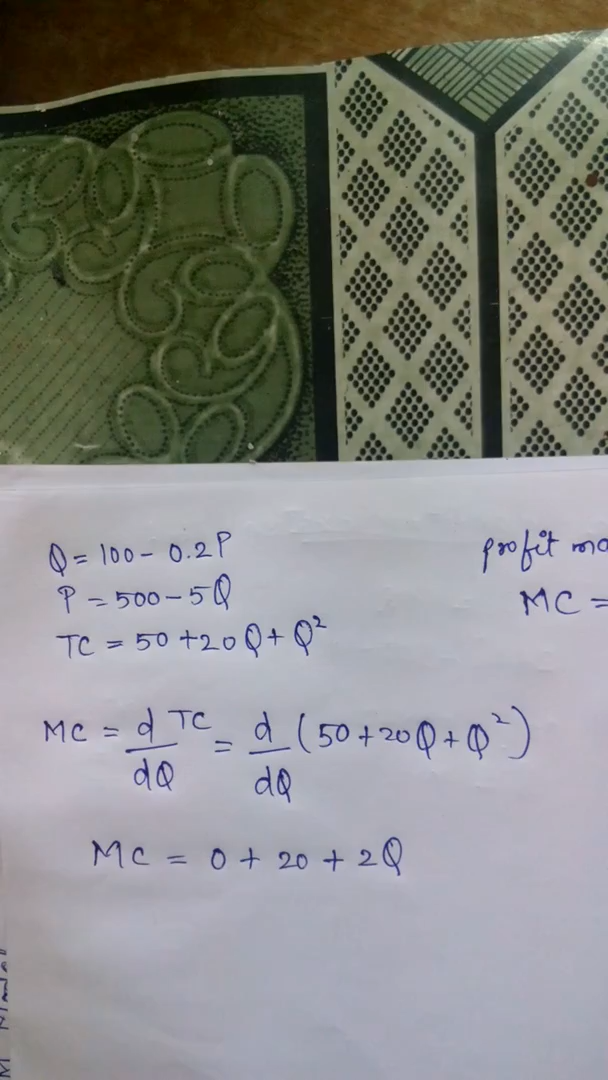 Q = 100 - 0.2P
P = 500 - 5Q
TC = 50 + 20Q + Q²
MC = d/dQ TC = d/dQ (50 + 20Q + Q²)
MC = 0 + 20 + 2Q
profit
MC =